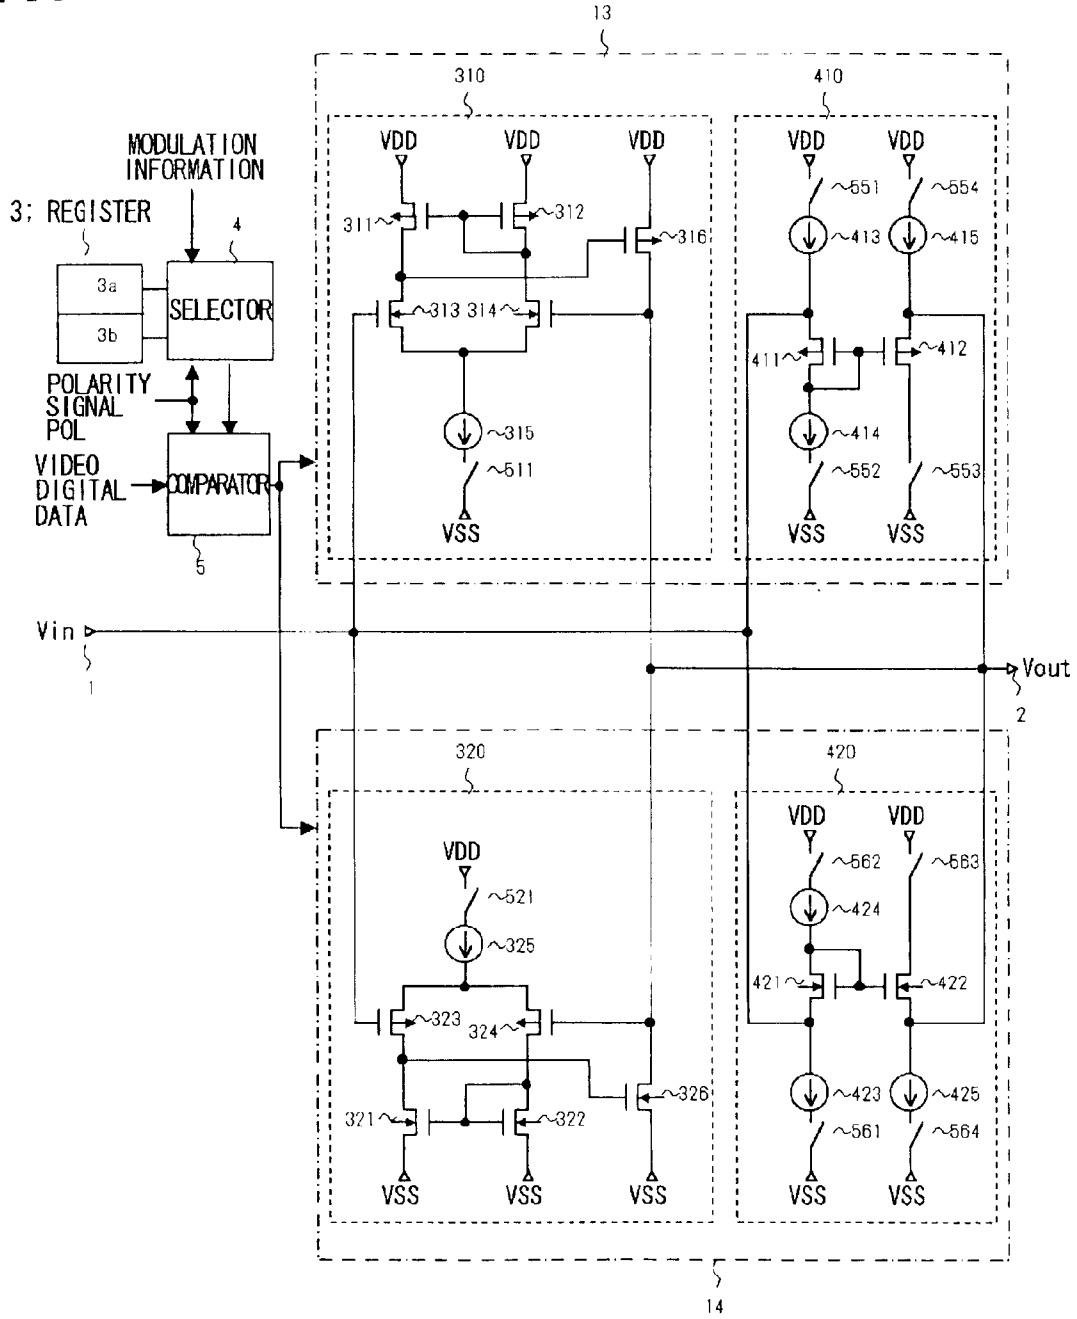 13
310
410
VDD VDD VDD VDD VDD
MODULATION
INFORMATION
551 554
3; REGISTER
4
311 312 316 413 415
3a
SELECTOR
3b
313 314
411 412
POLARITY
SIGNAL
POL
315 414
VIDEO
DIGITAL
DATA
COMPARATOR
511 552 553
VSS VSS VSS
5
Vin
1
Vout
2
320
420
VDD VDD VDD
521 562 563
325 424
421 422
323 324
326 423 425
321 322 561 564
VSS VSS VSS VSS VSS
14